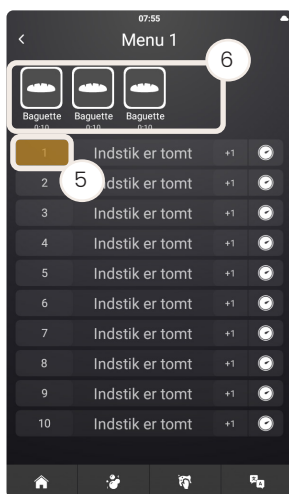 07:55
Menu 1
6
Baguette Baguette Baguette
0:10 0:10 0:10
1 Indstik er tomt +1
5
2 Indstik er tomt +1
3 Indstik er tomt +1
4 Indstik er tomt +1
5 Indstik er tomt +1
6 Indstik er tomt +1
7 Indstik er tomt +1
8 Indstik er tomt +1
9 Indstik er tomt +1
10 Indstik er tomt +1